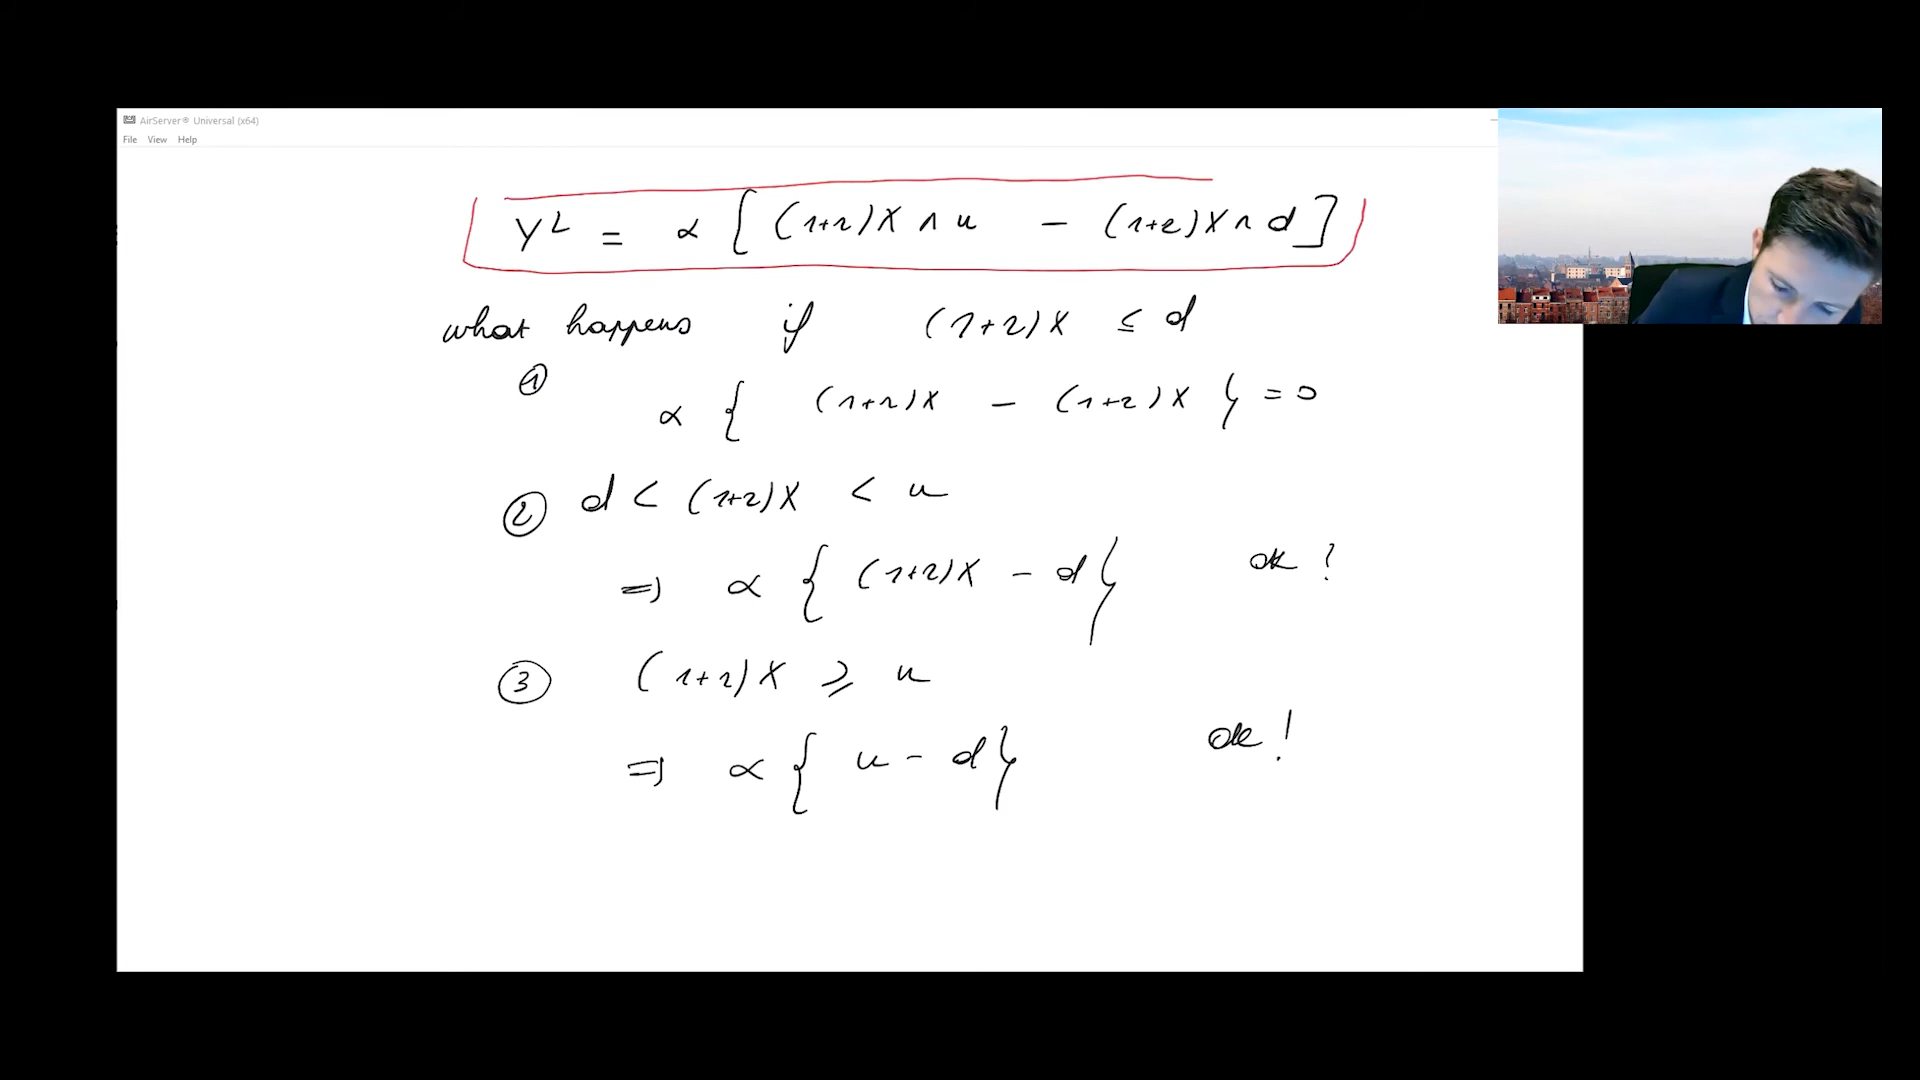 AirServer® Universal (x64)
File View Help
Y^L = α [ (1+r)X ∧ u - (1+r)X ∧ d ]
what happens if (1+r)X ≤ d
① α { (1+r)X - (1+r)X } = 0
② d < (1+r)X < u
⇒ α { (1+r)X - d } ok !
③ (1+r)X ≥ u
⇒ α { u - d } ok !